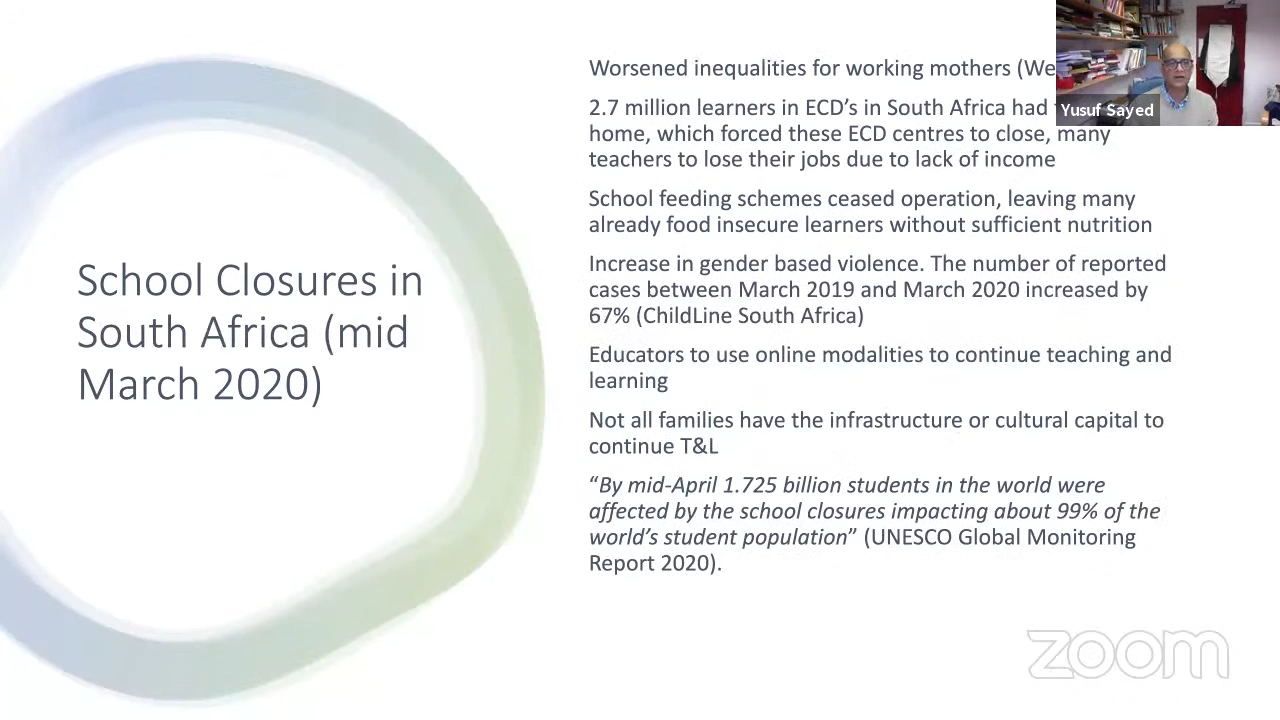 School Closures in
South Africa (mid
March 2020)
Worsened inequalities for working mothers (We
2.7 million learners in ECD's in South Africa had
home, which forced these ECD centres to close, many
teachers to lose their jobs due to lack of income
School feeding schemes ceased operation, leaving many
already food insecure learners without sufficient nutrition
Increase in gender based violence. The number of reported
cases between March 2019 and March 2020 increased by
67% (ChildLine South Africa)
Educators to use online modalities to continue teaching and
learning
Not all families have the infrastructure or cultural capital to
continue T&L
“By mid-April 1.725 billion students in the world were
affected by the school closures impacting about 99% of the
world's student population” (UNESCO Global Monitoring
Report 2020).
Yusuf Sayed
zoom